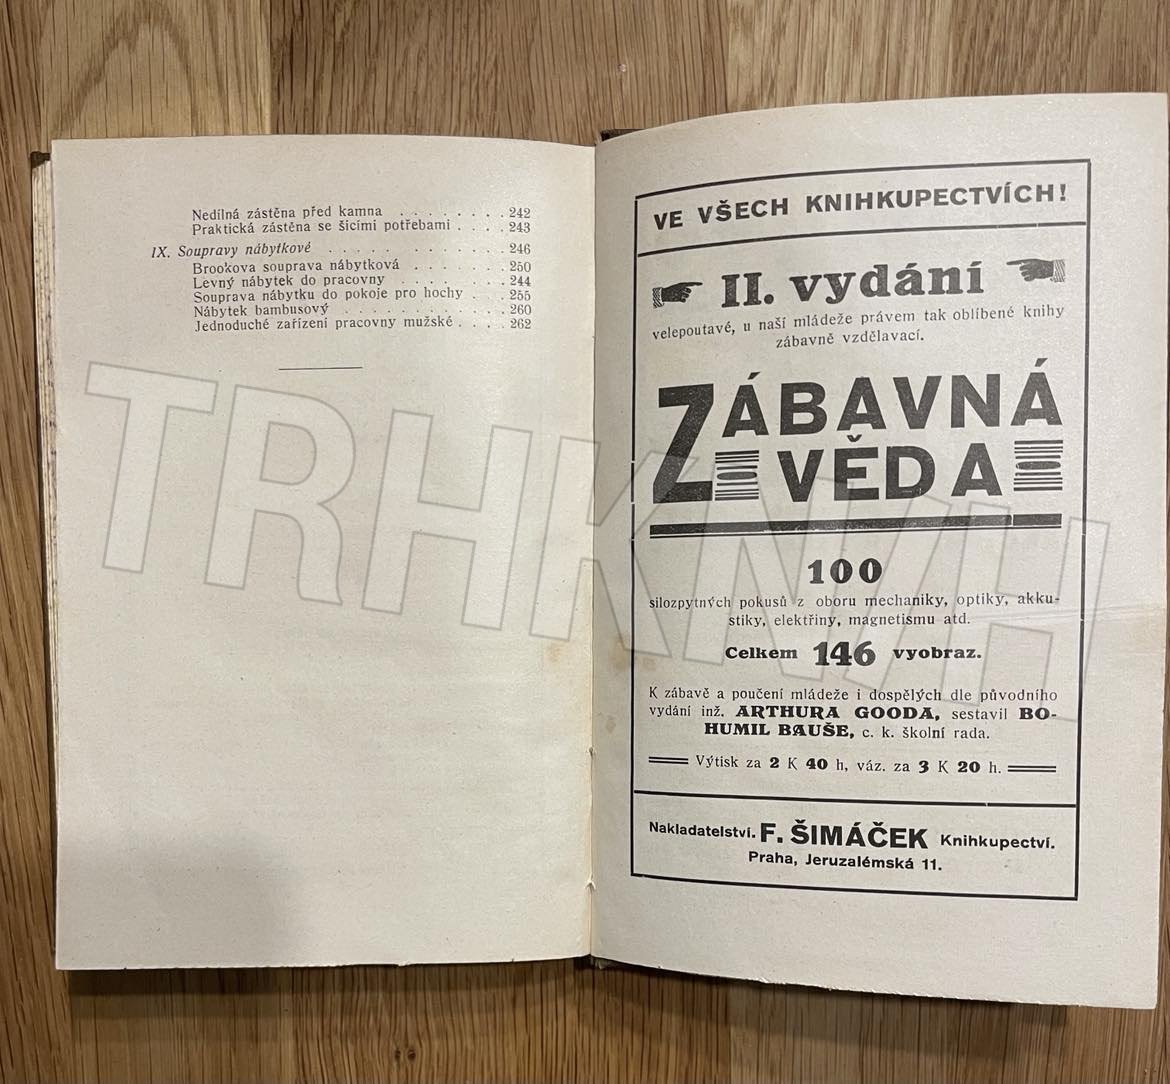 Nedílná zástěna před kamna . . . . . . . . 242
Praktická zástěna se šicími potřebami . . . . 243
IX. Soupravy nábytkové . . . . . . . . . . . 246
Brookova souprava nábytková . . . . . . . 250
Levný nábytek do pracovny . . . . . . . . 244
Souprava nábytku do pokoje pro hochy . . . 255
Nábytek bambusový . . . . . . . . . . . . 260
Jednoduché zařízení pracovny mužské . . . . 262
VE VŠECH KNIHKUPECTVÍCH!
II. vydání
velepoutavé, u naší mládeže právem tak oblíbené knihy
zábavně vzdělavací.
ZÁBAVNÁ
VĚDA
100
silozpytných pokusů z oboru mechaniky, optiky, akku-
stiky, elektřiny, magnetismu atd.
Celkem 146 vyobraz.
K zábavě a poučení mládeže i dospělých dle původního
vydání inž. ARTHURA GOODA, sestavil BO-
HUMIL BAUŠE, c. k. školní rada.
Výtisk za 2 K 40 h, váz. za 3 K 20 h.
Nakladatelství. F. ŠIMÁČEK Knihkupectví.
Praha, Jeruzalémská 11.
TRHKNIH